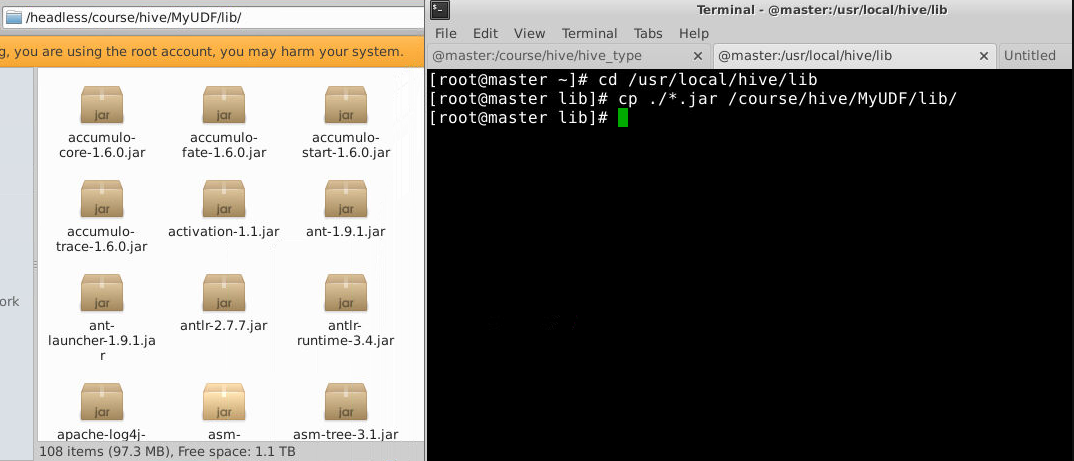 /headless/course/hive/MyUDF/lib/
g, you are using the root account, you may harm your system.
jar
jar
jar
accumulo-
core-1.6.0.jar
accumulo-
fate-1.6.0.jar
accumulo-
start-1.6.0.jar
jar
jar
jar
accumulo-
trace-1.6.0.jar
activation-1.1.jar
ant-1.9.1.jar
ork
jar
jar
jar
ant-
launcher-1.9.1.ja
r
antlr-2.7.7.jar
antlr-
runtime-3.4.jar
jar
jar
jar
apache-log4j-
asm-
asm-tree-3.1.jar
108 items (97.3 MB), Free space: 1.1 TB
Terminal - @master:/usr/local/hive/lib
File Edit View Terminal Tabs Help
@master:/course/hive/hive_type @master:/usr/local/hive/lib Untitled
[root@master ~]# cd /usr/local/hive/lib
[root@master lib]# cp ./*.jar /course/hive/MyUDF/lib/
[root@master lib]#